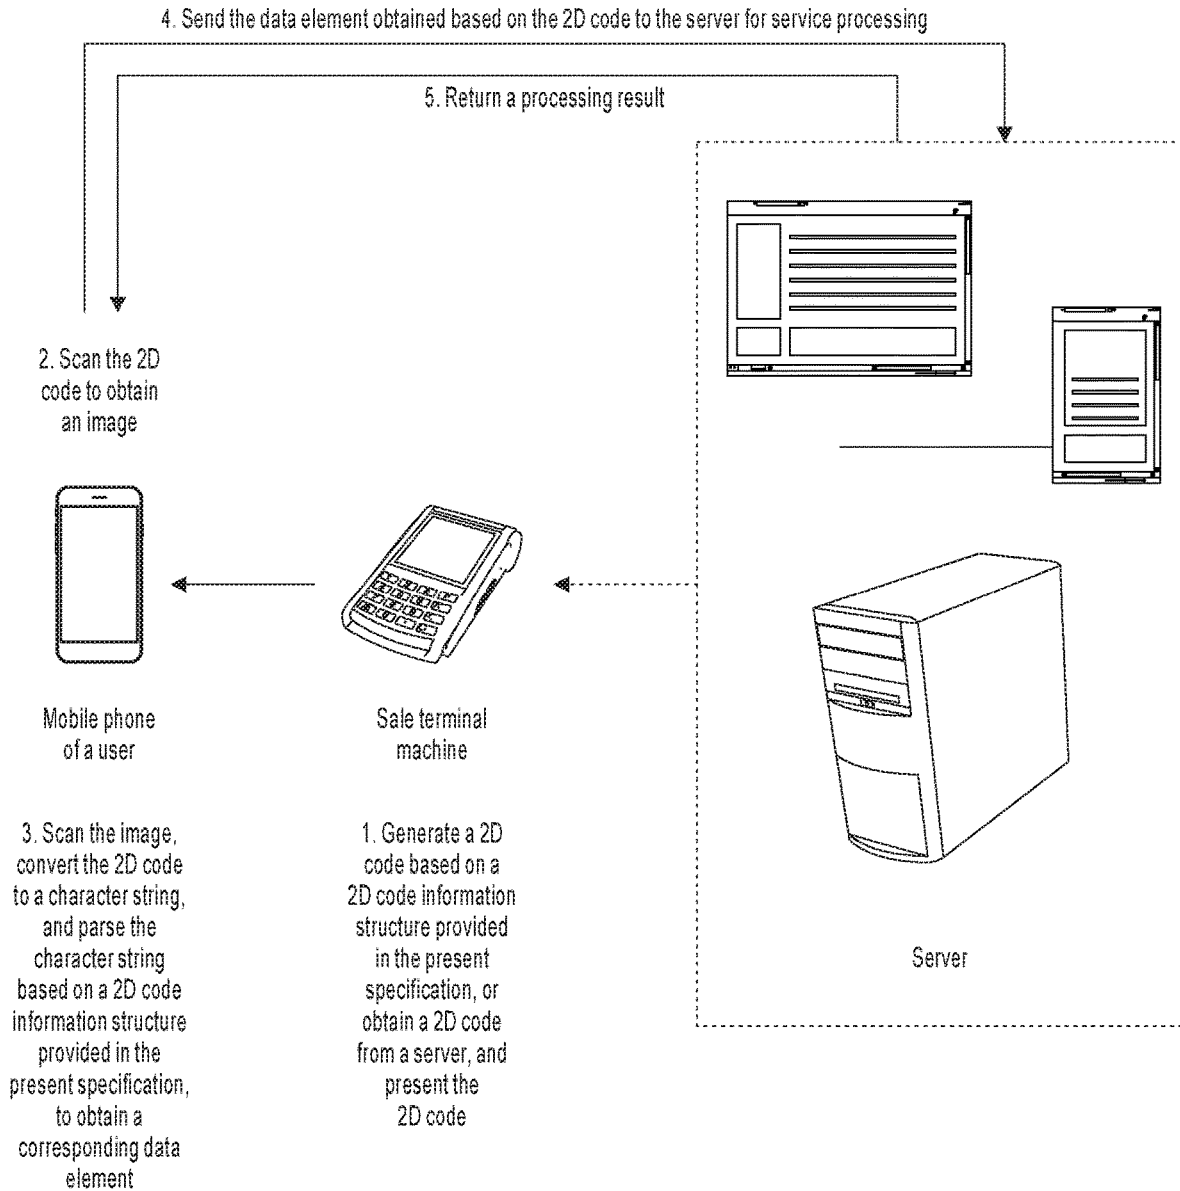 4. Send the data element obtained based on the 2D code to the server for service processing
5. Return a processing result
2. Scan the 2D
code to obtain
an image
Mobile phone
of a user
Sale terminal
machine
3. Scan the image,
convert the 2D code
to a character string,
and parse the
character string
based on a 2D code
information structure
provided in the
present specification,
to obtain a
corresponding data
element
1. Generate a 2D
code based on a
2D code information
structure provided
in the present
specification, or
obtain a 2D code
from a server, and
present the
2D code
Server